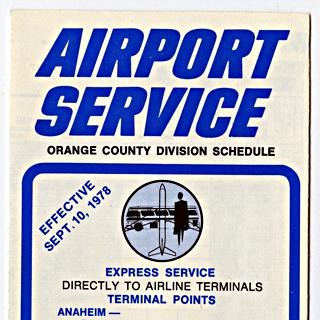 AIRPORT
SERVICE
ORANGE COUNTY DIVISION SCHEDULE
EFFECTIVE
SEPT. 10, 1978
EXPRESS SERVICE
DIRECTLY TO AIRLINE TERMINALS
TERMINAL POINTS
ANAHEIM —